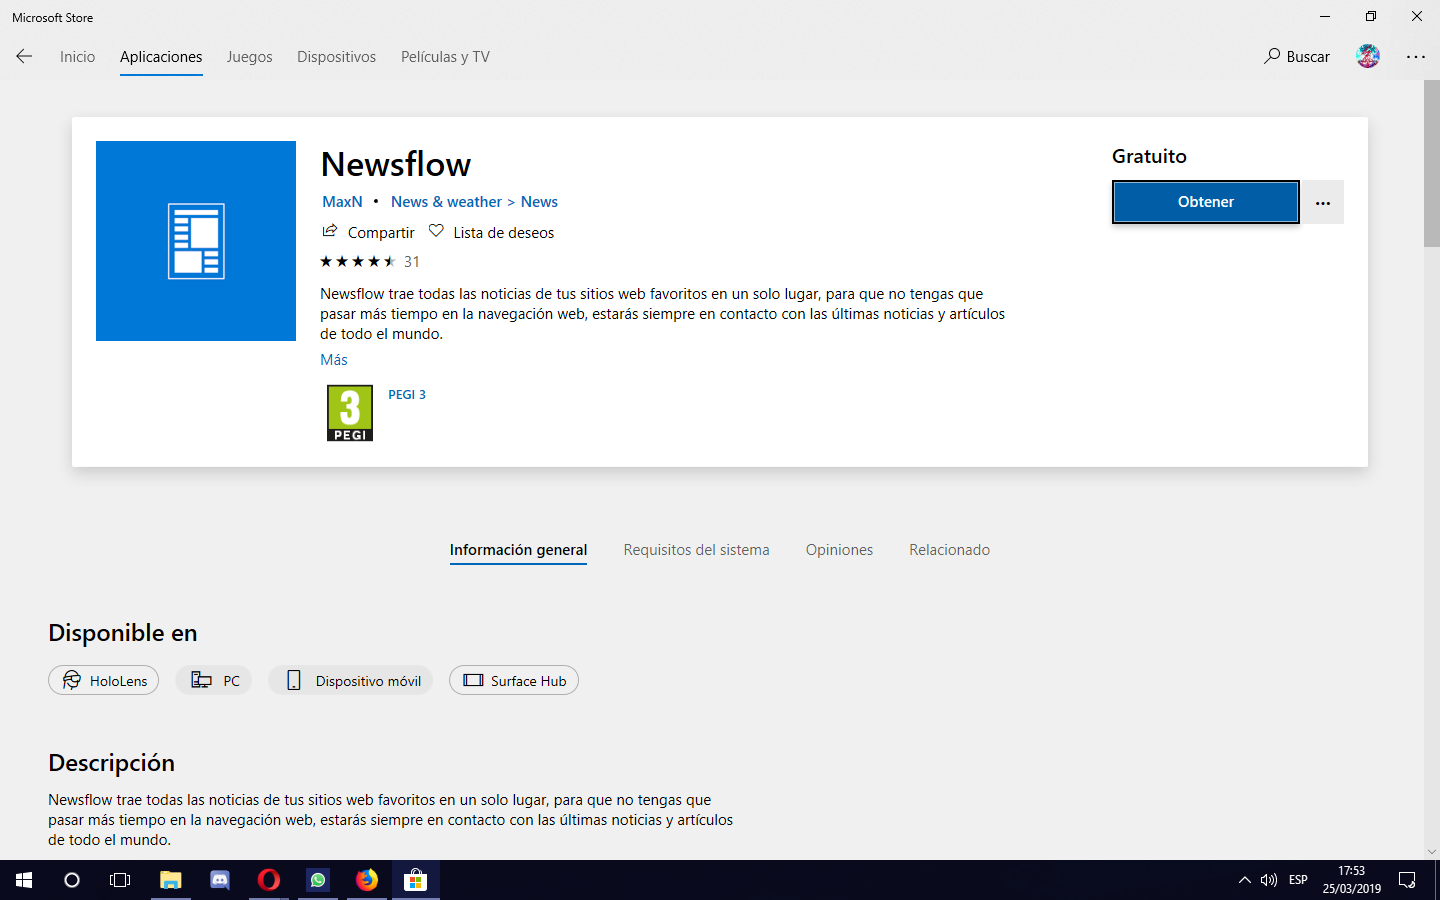 Microsoft Store
Inicio
Aplicaciones
Juegos
Dispositivos
Películas y TV
Buscar
Newsflow
MaxN • News & weather > News
Compartir
Lista de deseos
31
Newsflow trae todas las noticias de tus sitios web favoritos en un solo lugar, para que no tengas que
pasar más tiempo en la navegación web, estarás siempre en contacto con las últimas noticias y artículos
de todo el mundo.
Más
3
PEGI
PEGI 3
Gratuito
Obtener
Información general
Requisitos del sistema
Opiniones
Relacionado
Disponible en
HoloLens
PC
Dispositivo móvil
Surface Hub
Descripción
Newsflow trae todas las noticias de tus sitios web favoritos en un solo lugar, para que no tengas que
pasar más tiempo en la navegación web, estarás siempre en contacto con las últimas noticias y artículos
de todo el mundo.
ESP
17:53
25/03/2019